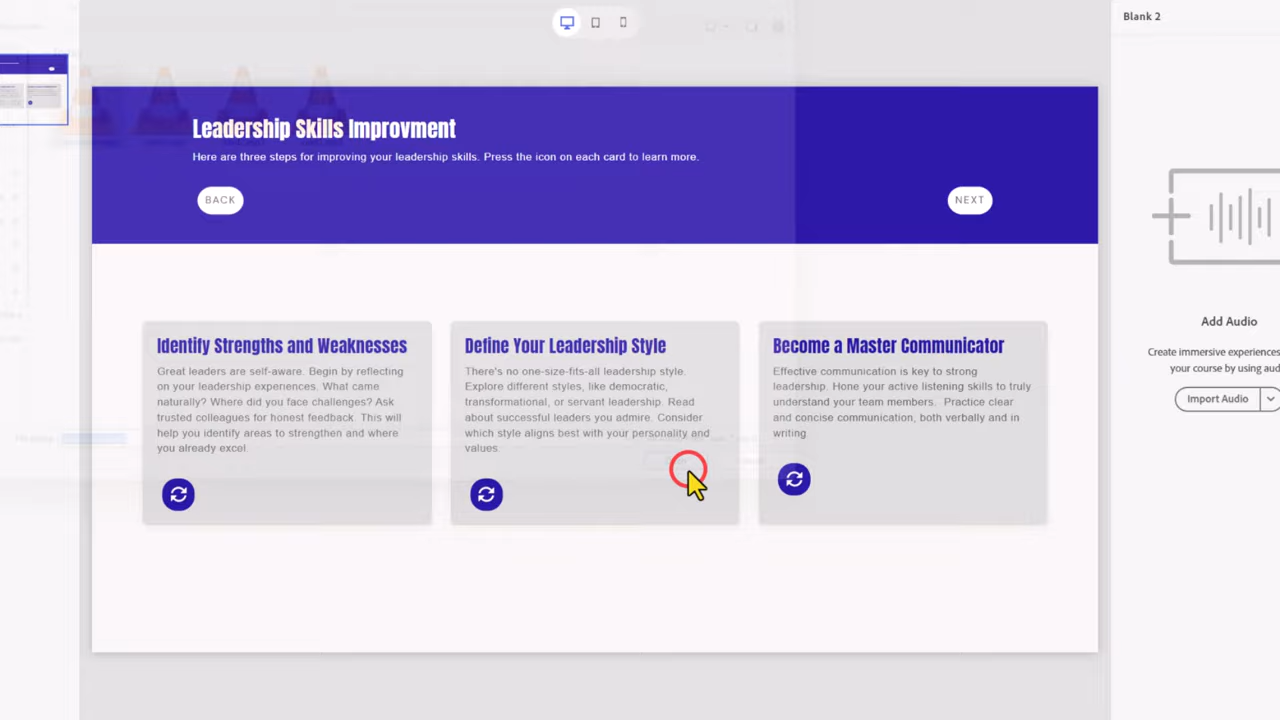 Blank 2
Leadership Skills Improvment
Here are three steps for improving your leadership skills. Press the icon on each card to learn more.
BACK
NEXT
Identify Strengths and Weaknesses
Great leaders are self-aware. Begin by reflecting
on your leadership experiences. What came
naturally? Where did you face challenges? Ask
trusted colleagues for honest feedback. This will
help you identify areas to strengthen and where
you already excel.
Define Your Leadership Style
There's no one-size-fits-all leadership style.
Explore different styles, like democratic,
transformational, or servant leadership. Read
about successful leaders you admire. Consider
which style aligns best with your personality and
values.
Become a Master Communicator
Effective communication is key to strong
leadership. Hone your active listening skills to truly
understand your team members. Practice clear
and concise communication, both verbally and in
writing.
Add Audio
Create immersive experiences
your course by using aud
Import Audio